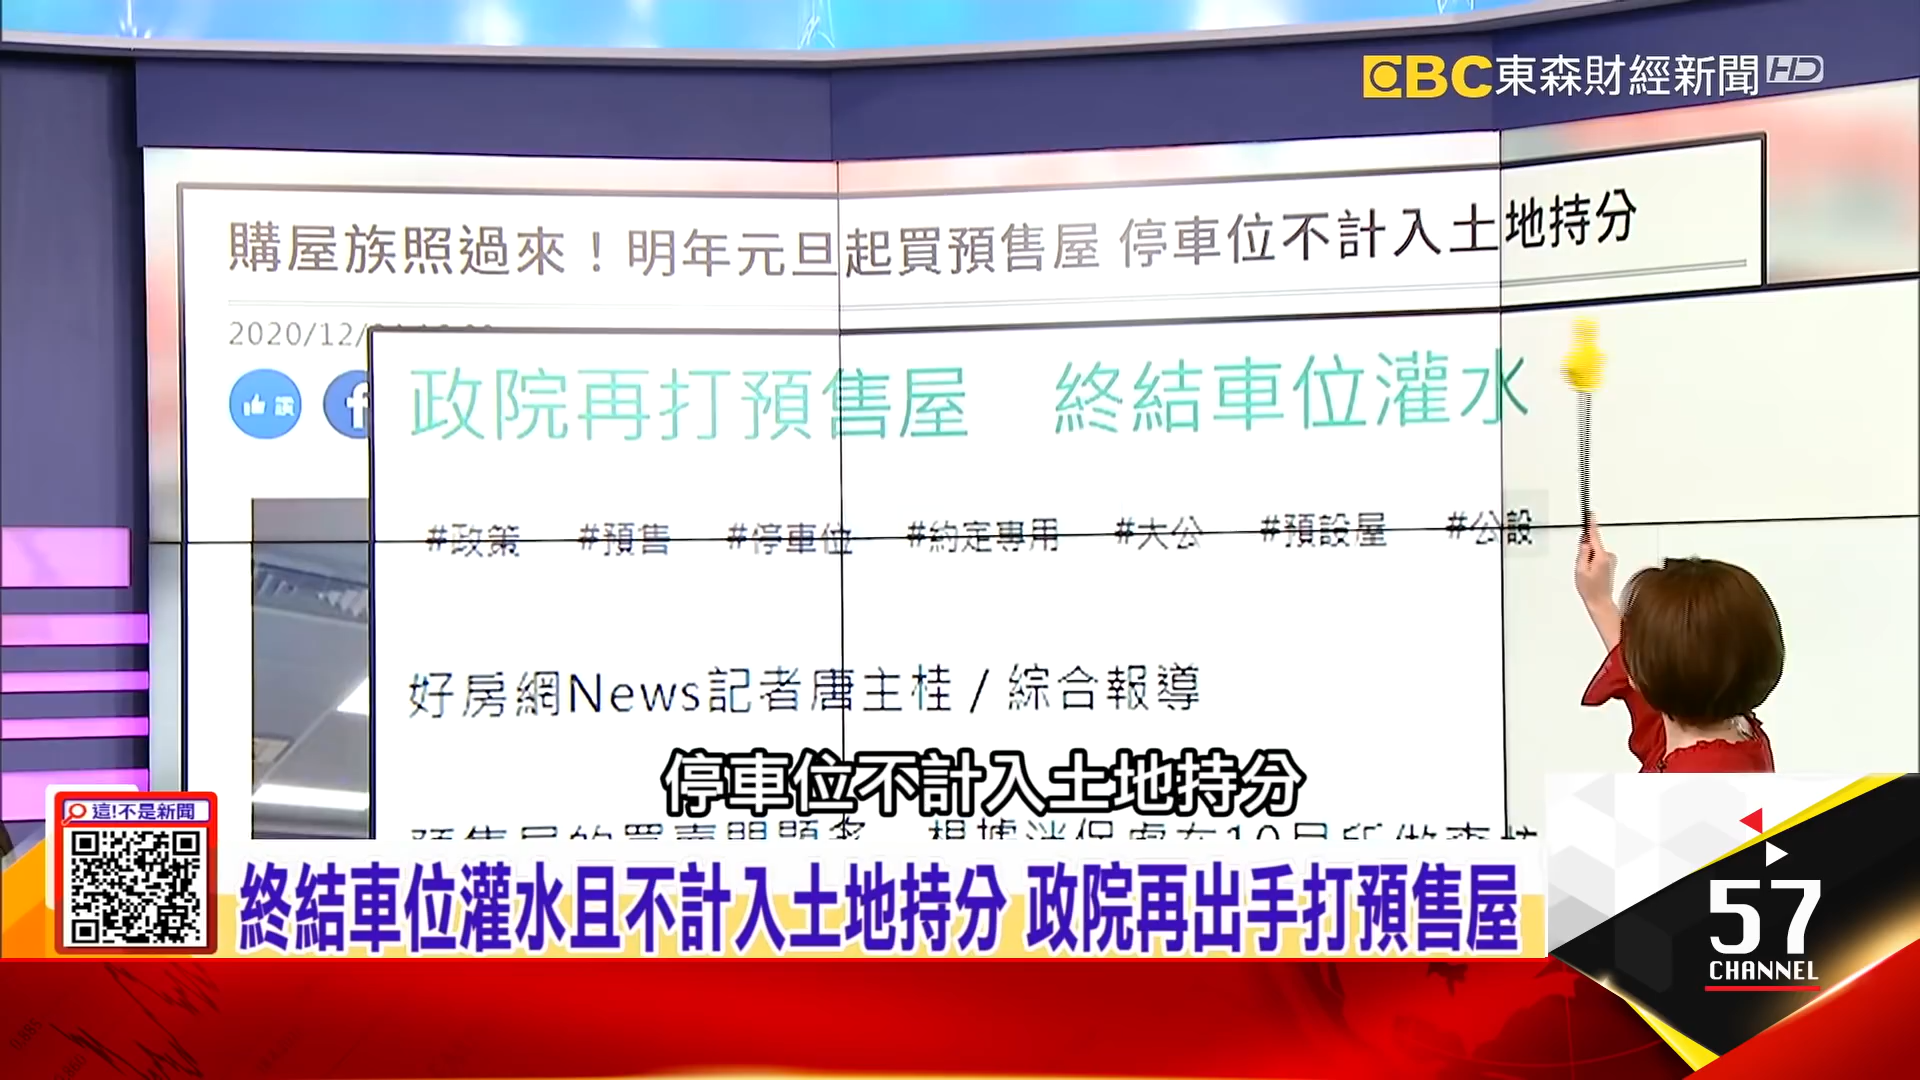 EBC東森財經新聞HD
購屋族照過來！明年元旦起買預售屋 停車位不計入土地持分
2020/12/
讚
f
政院再打預售屋　終結車位灌水
#政策 #預售 #停車位 #約定專用 #大公 #預設屋 #公設
好房網News記者唐主桂 / 綜合報導
停車位不計入土地持分
這!不是新聞
終結車位灌水且不計入土地持分 政院再出手打預售屋
57
CHANNEL